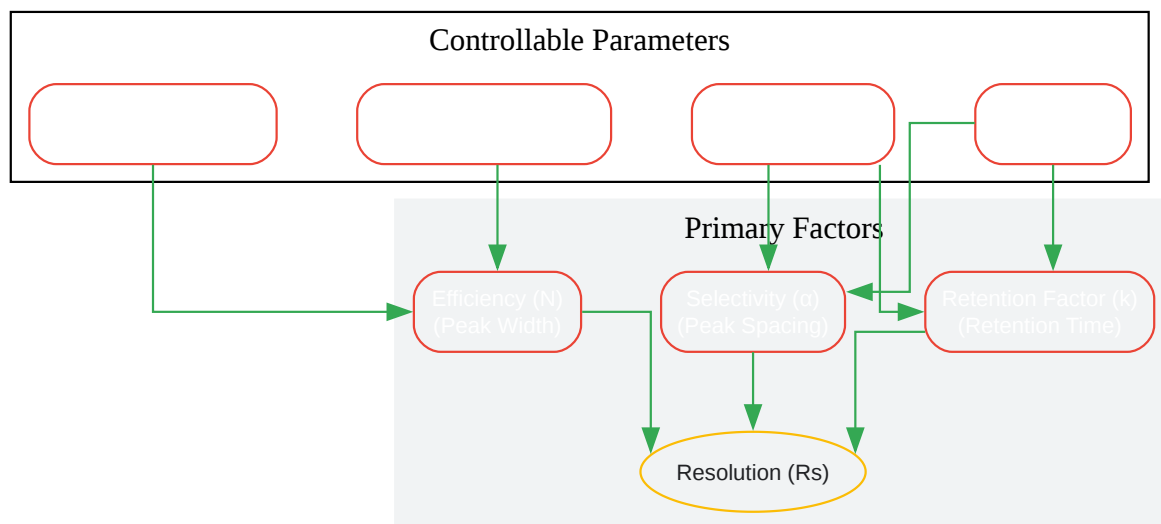 Controllable Parameters
Primary Factors
Efficiency (N)
(Peak Width)
Selectivity (α)
(Peak Spacing)
Retention Factor (k)
(Retention Time)
Resolution (Rs)